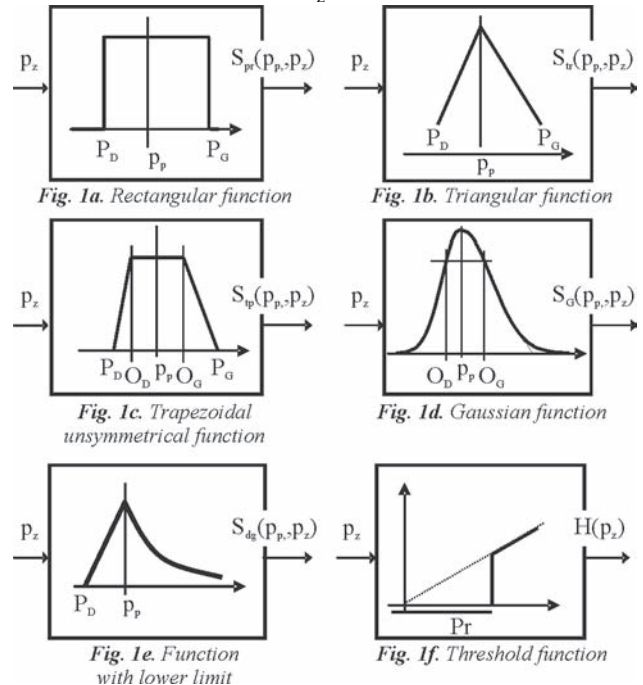 z
p_z
S_pr(p_p,,p_z)
P_D
p_p
P_G
Fig. 1a. Rectangular function
p_z
S_tr(p_p,,p_z)
P_D
P_G
p_p
Fig. 1b. Triangular function
p_z
S_tp(p_p,,p_z)
P_D O_D p_p O_G P_G
Fig. 1c. Trapezoidal
unsymmetrical function
p_z
S_G(p_p,,p_z)
O_D p_p O_G
Fig. 1d. Gaussian function
p_z
S_dg(p_p,,p_z)
P_D p_p
Fig. 1e. Function
with lower limit
p_z
H(p_z)
Pr
Fig. 1f. Threshold function